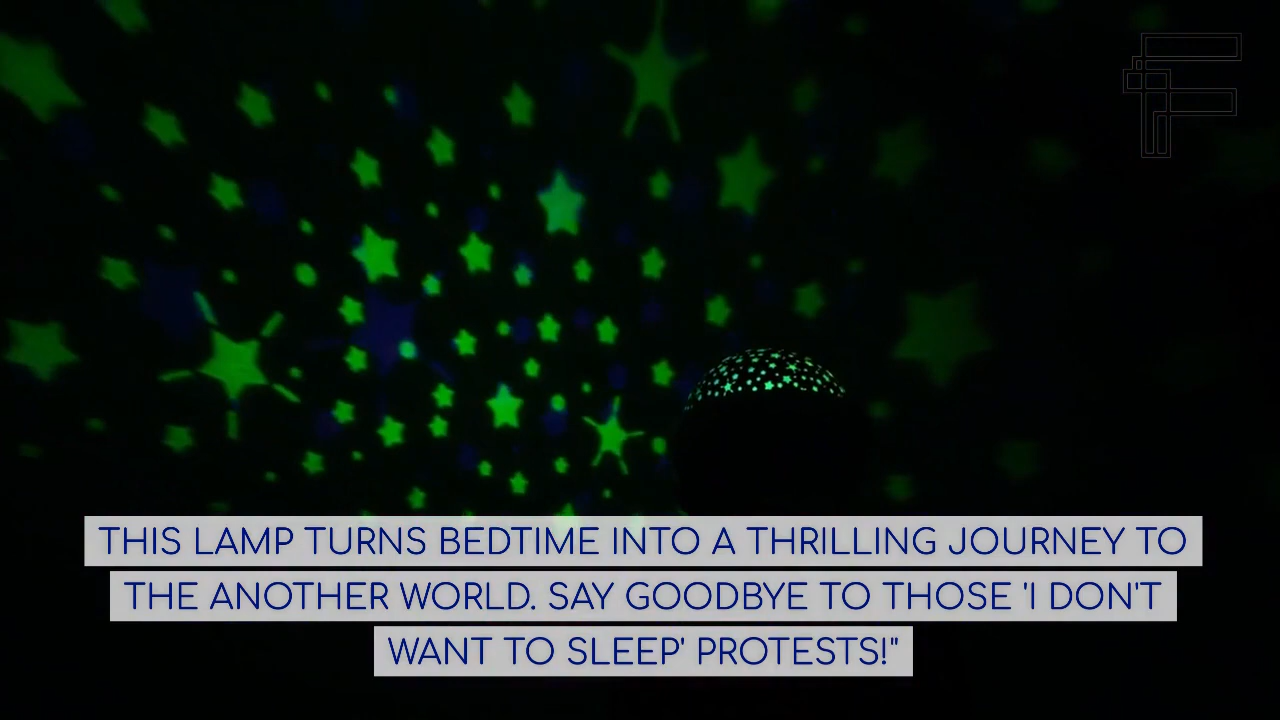 THIS LAMP TURNS BEDTIME INTO A THRILLING JOURNEY TO
THE ANOTHER WORLD. SAY GOODBYE TO THOSE 'I DON'T
WANT TO SLEEP' PROTESTS!"